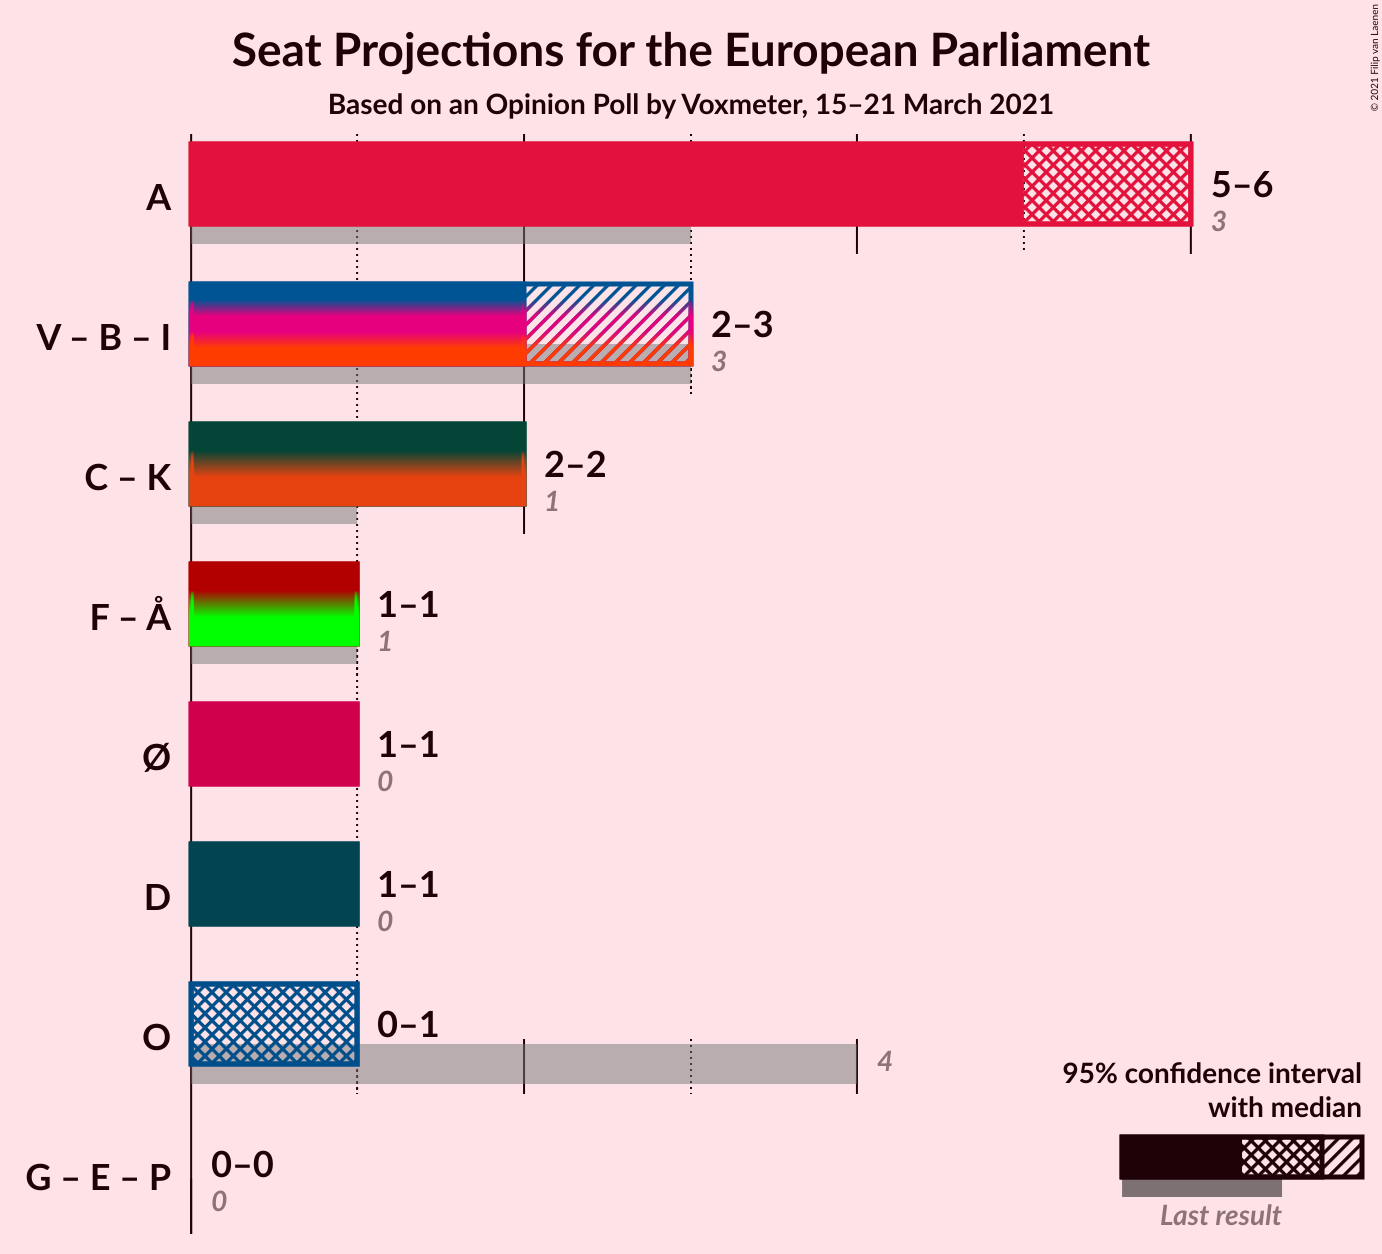 Seat Projections for the European Parliament
Based on an Opinion Poll by Voxmeter, 15–21 March 2021
© 2021 Filip van Laenen
A
5–6
3
V – B – I
2–3
3
C – K
2–2
1
F – Å
1–1
1
Ø
1–1
0
D
1–1
0
O
0–1
4
G – E – P
0–0
0
95% confidence interval
with median
Last result